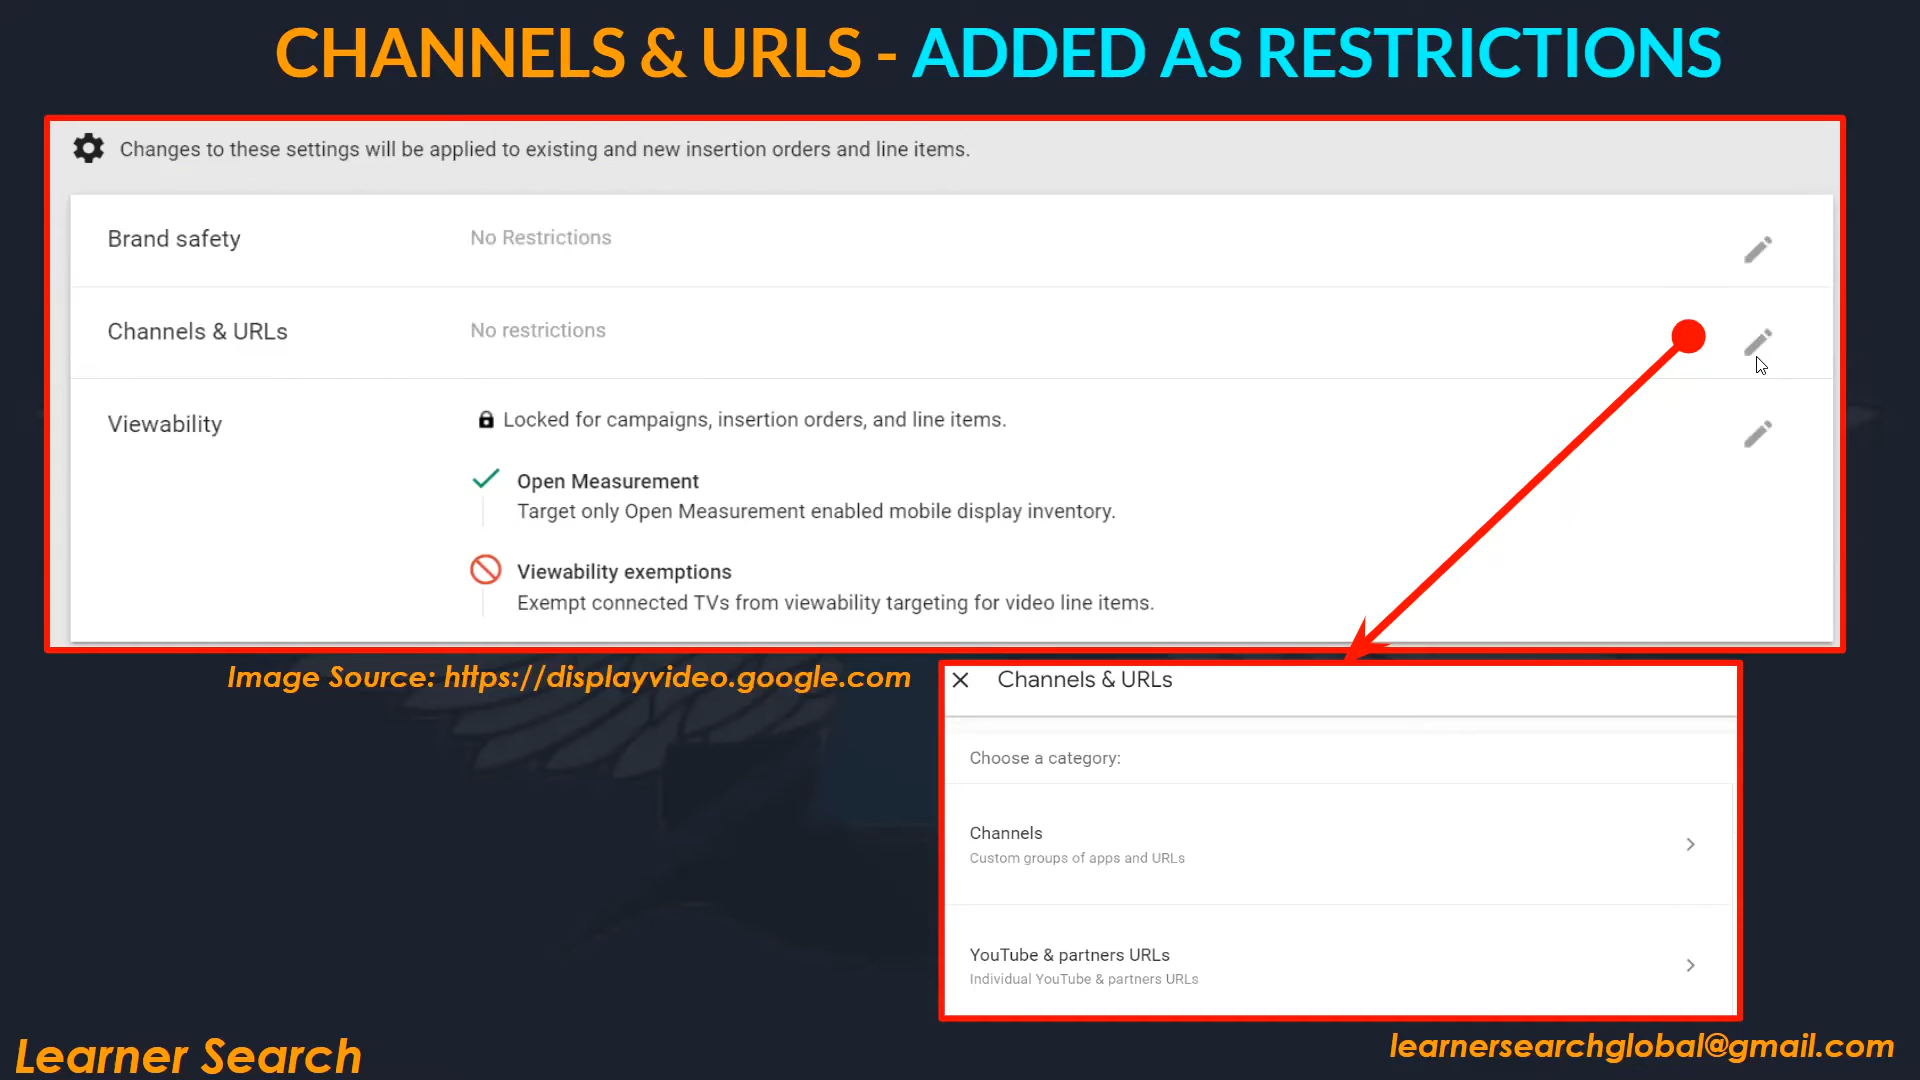 CHANNELS & URLS - ADDED AS RESTRICTIONS
Changes to these settings will be applied to existing and new insertion orders and line items.
Brand safety
No Restrictions
Channels & URLs
No restrictions
Viewability
Locked for campaigns, insertion orders, and line items.
Open Measurement
Target only Open Measurement enabled mobile display inventory.
Viewability exemptions
Exempt connected TVs from viewability targeting for video line items.
Image Source: https://displayvideo.google.com
Channels & URLs
Choose a category:
Channels
Custom groups of apps and URLs
YouTube & partners URLs
Individual YouTube & partners URLs
Learner Search
learnersearchglobal@gmail.com